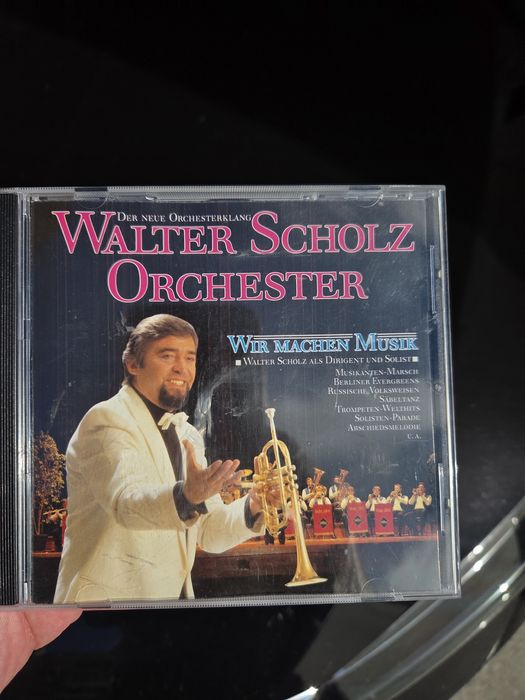 DER NEUE ORCHESTERKLANG
WALTER SCHOLZ
ORCHESTER
WIR MACHEN MUSIK
WALTER SCHOLZ ALS DIRIGENT UND SOLIST
MUSIKANTEN-MARSCH
BERLINER EVERGREENS
RUSSISCHE VOLKSWEISEN
SÄBELTANZ
TROMPETEN-WELTHITS
SOLISTEN-PARADE
ABSCHIEDSMELODIE
U. A.